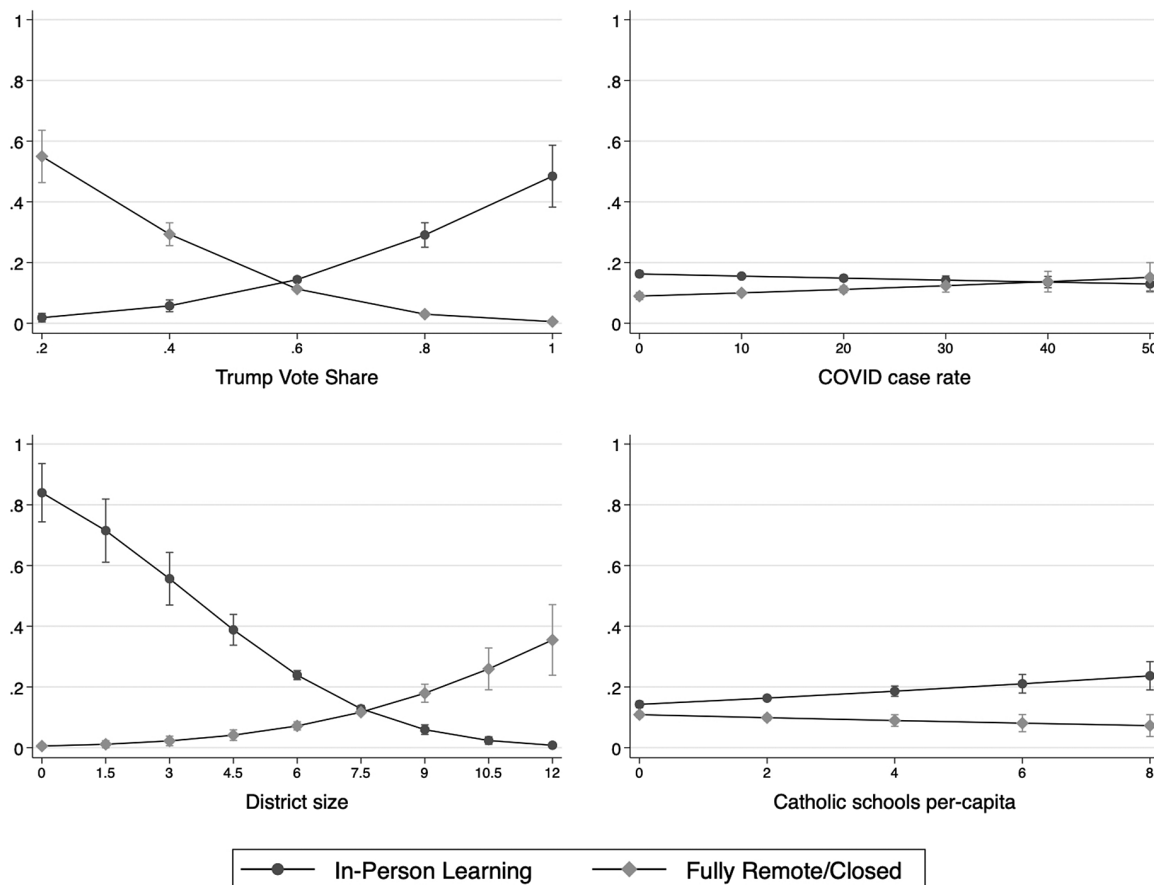 1
.8
.6
.4
.2
0
.2 .4 .6 .8 1
Trump Vote Share
1
.8
.6
.4
.2
0
0 10 20 30 40 50
COVID case rate
1
.8
.6
.4
.2
0
0 1.5 3 4.5 6 7.5 9 10.5 12
District size
1
.8
.6
.4
.2
0
0 2 4 6 8
Catholic schools per-capita
In-Person Learning Fully Remote/Closed